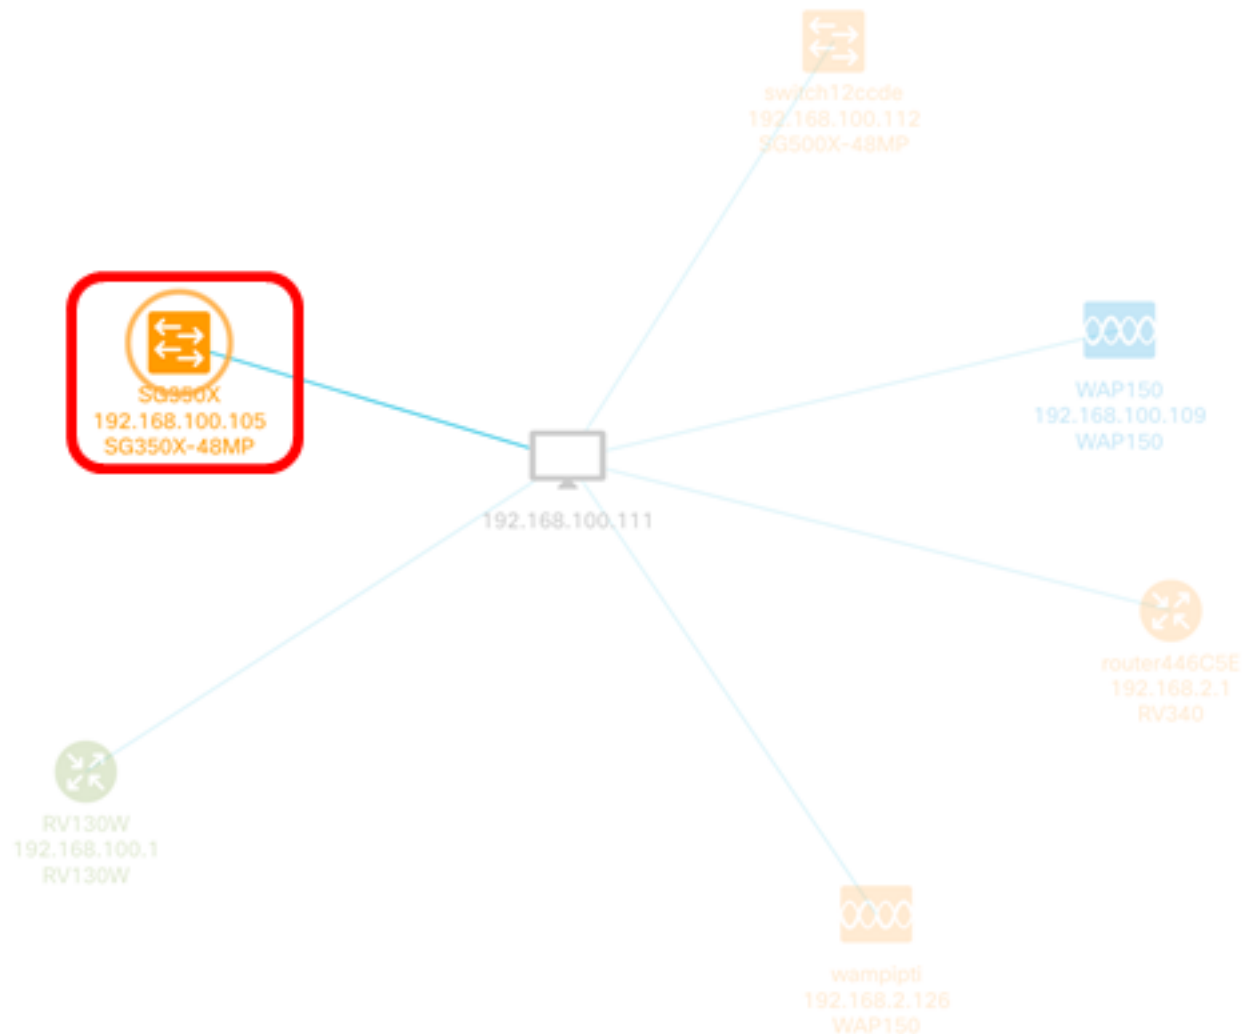 switch12ccde
192.168.100.112
SG500X-48MP
SG350X
192.168.100.105
SG350X-48MP
WAP150
192.168.100.109
WAP150
192.168.100.111
router446C5E
192.168.2.1
RV340
RV130W
192.168.100.1
RV130W
wampipti
192.168.2.126
WAP150